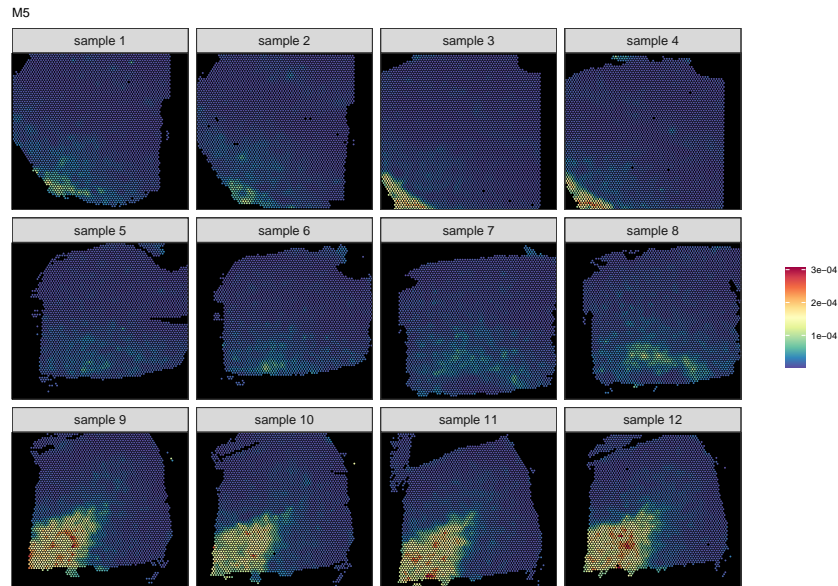 M5
sample 1
sample 2
sample 3
sample 4
sample 5
sample 6
sample 7
sample 8
3e−04
2e−04
1e−04
sample 9
sample 10
sample 11
sample 12